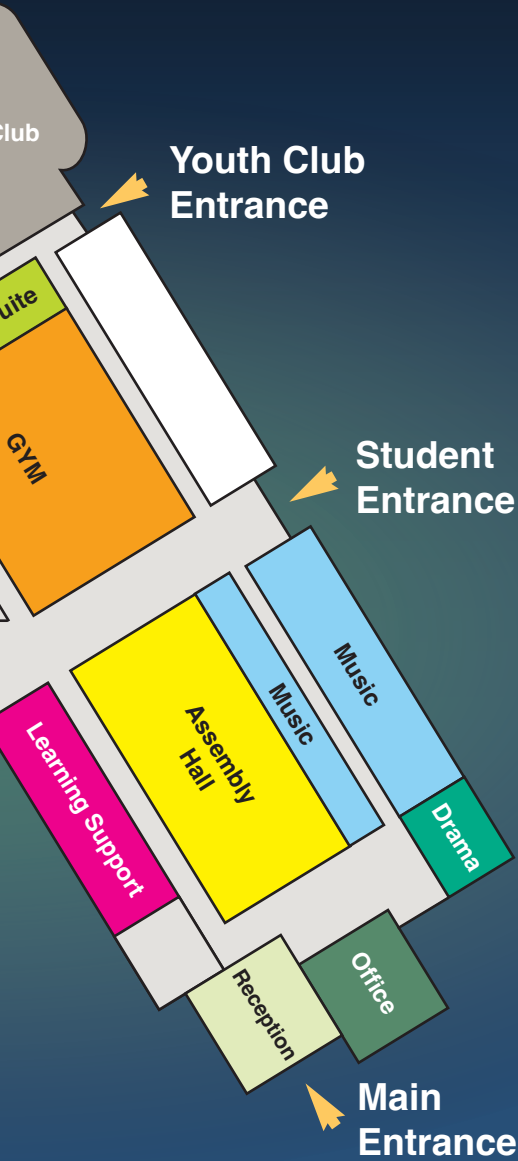 Club
Youth Club
Entrance
uite
GYM
Student
Entrance
Music
Music
Assembly
Hall
Learning Support
Drama
Office
Reception
Main
Entrance